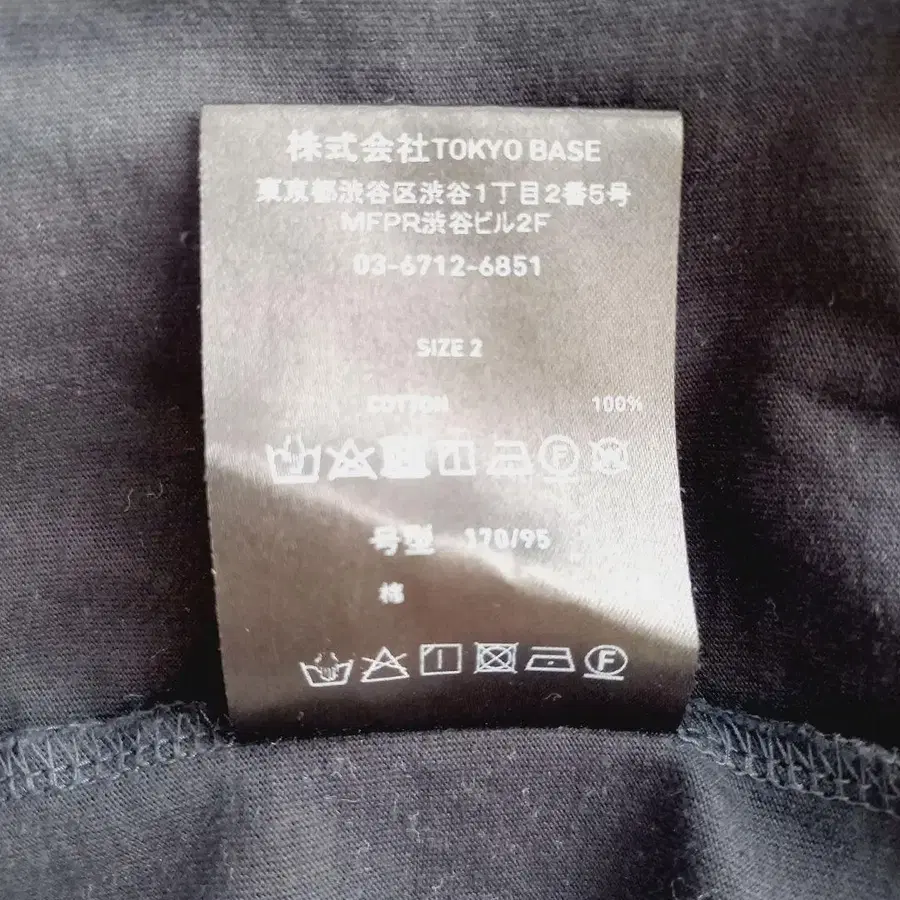 株式会社TOKYO BASE
東京都渋谷区渋谷1丁目2番5号
MFPR渋谷ビル2F
03-6712-6851
SIZE 2
COTTON 100%
号型 170/95
棉
F